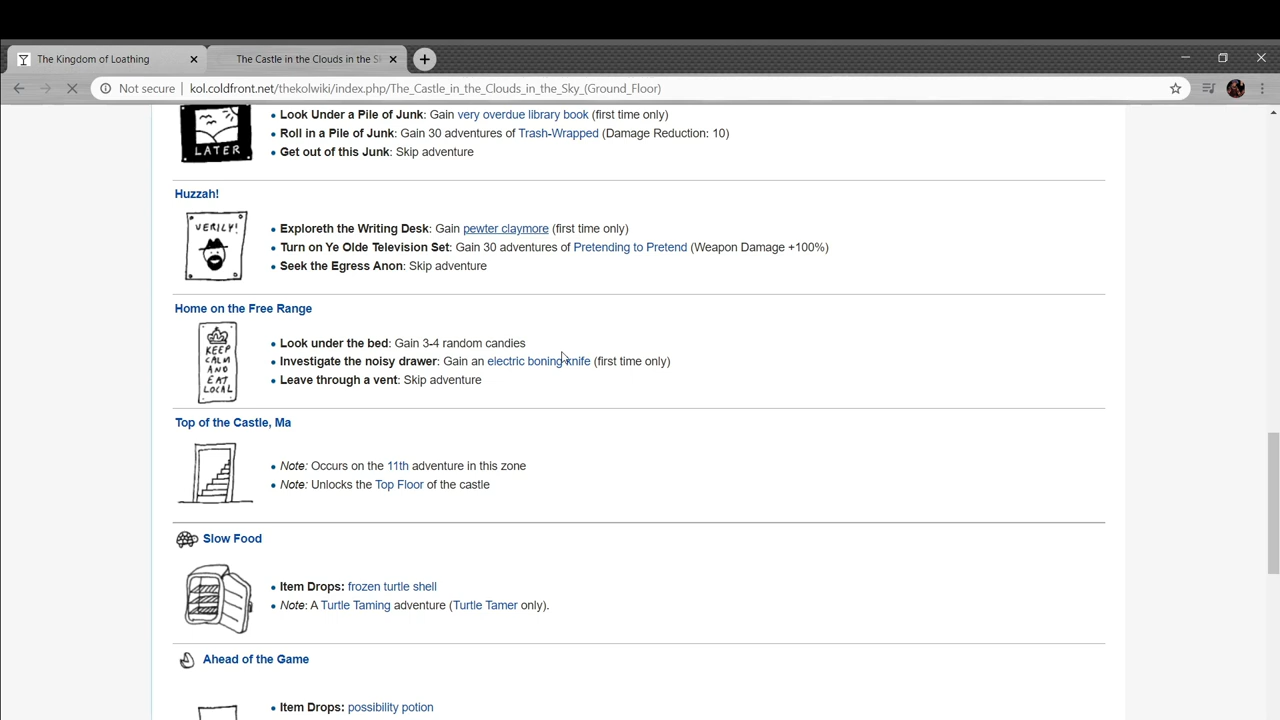 The Kingdom of Loathing
The Castle in the Clouds in the S
Not secure
kol.coldfront.net/thekolwiki/index.php/The_Castle_in_the_Clouds_in_the_Sky_(Ground_Floor)
LATER
Look Under a Pile of Junk: Gain very overdue library book (first time only)
Roll in a Pile of Junk: Gain 30 adventures of Trash-Wrapped (Damage Reduction: 10)
Get out of this Junk: Skip adventure
Huzzah!
VERILY!
Exploreth the Writing Desk: Gain pewter claymore (first time only)
Turn on Ye Olde Television Set: Gain 30 adventures of Pretending to Pretend (Weapon Damage +100%)
Seek the Egress Anon: Skip adventure
Home on the Free Range
KEEP
CALM
AND
EAT
LOCAL
Look under the bed: Gain 3-4 random candies
Investigate the noisy drawer: Gain an electric boning knife (first time only)
Leave through a vent: Skip adventure
Top of the Castle, Ma
Note: Occurs on the 11th adventure in this zone
Note: Unlocks the Top Floor of the castle
Slow Food
Item Drops: frozen turtle shell
Note: A Turtle Taming adventure (Turtle Tamer only).
Ahead of the Game
Item Drops: possibility potion